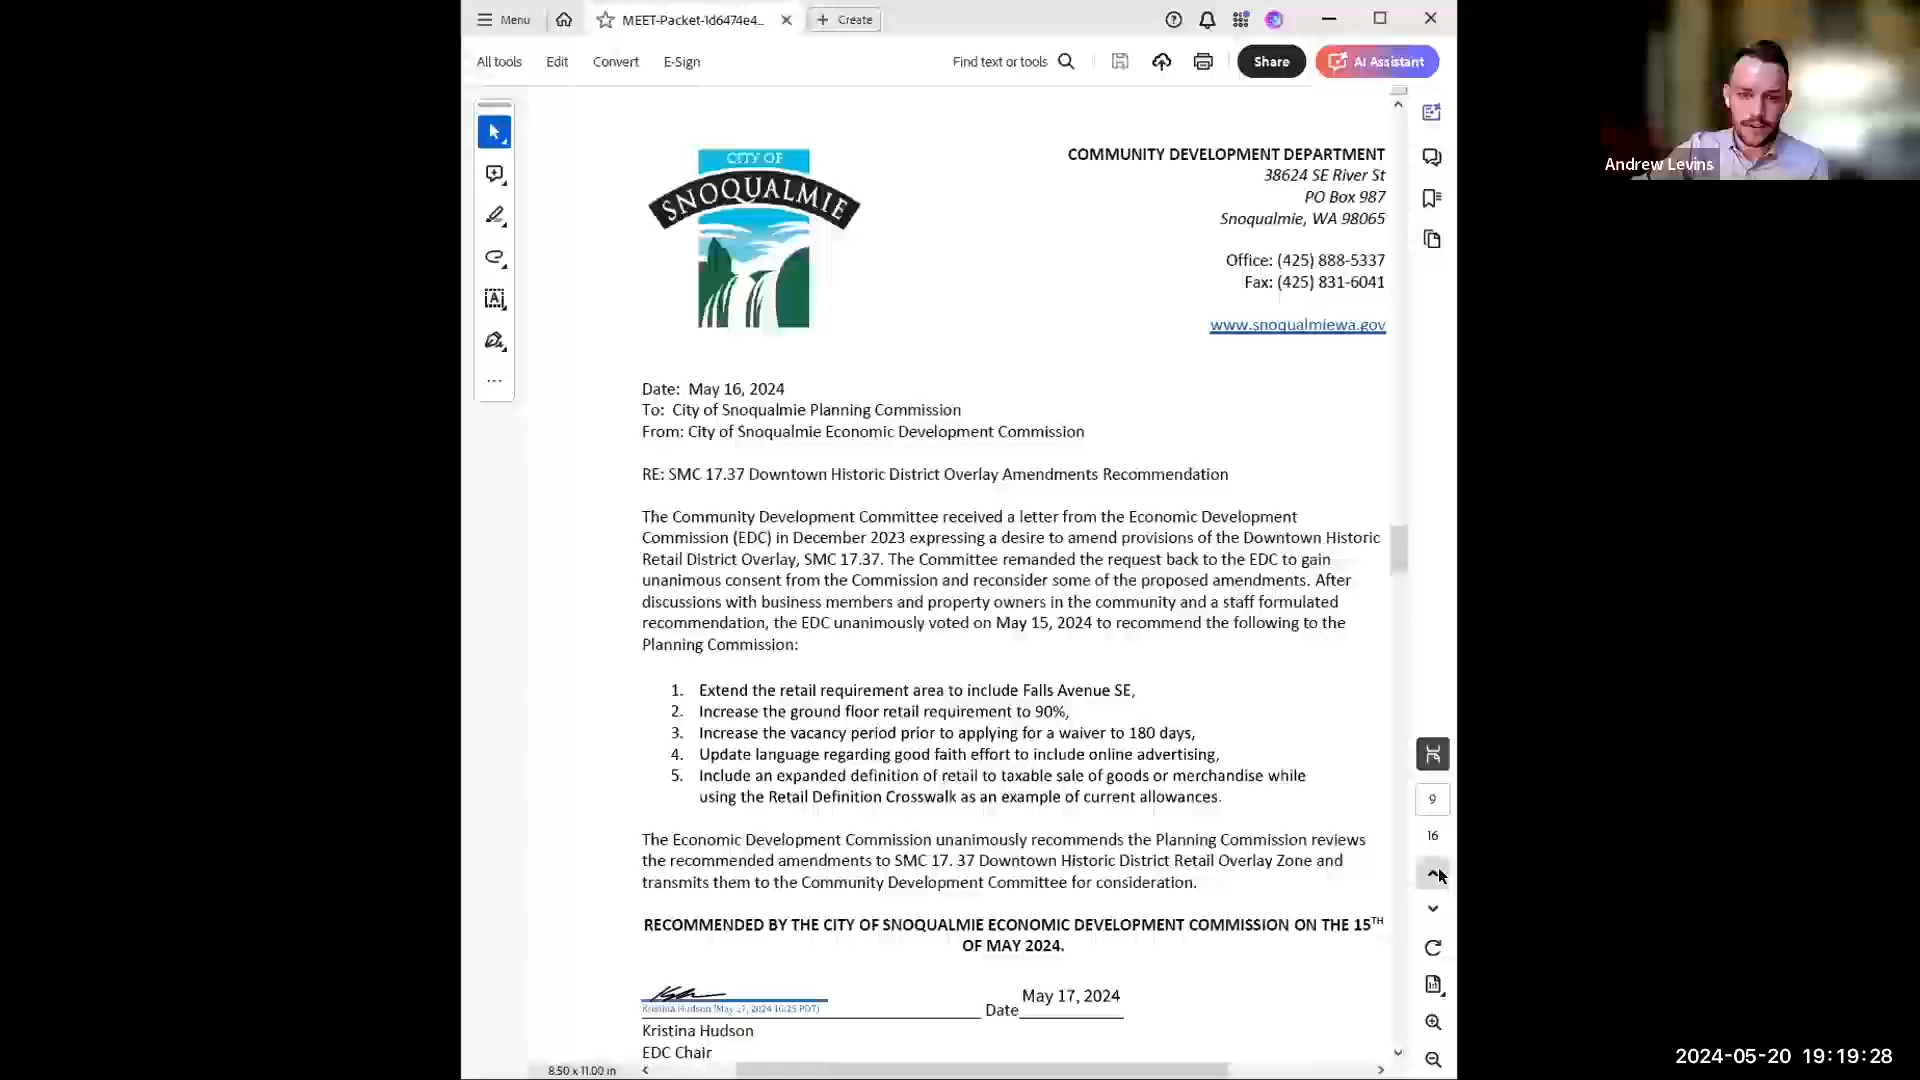 Menu
MEET-Packet-1d6474e4...
Create
All tools
Edit
Convert
E-Sign
Find text or tools
Share
AI Assistant
CITY OF
SNOQUALMIE
COMMUNITY DEVELOPMENT DEPARTMENT
38624 SE River St
PO Box 987
Snoqualmie, WA 98065
Office: (425) 888-5337
Fax: (425) 831-6041
www.snoqualmiewa.gov
Andrew Levins
Date: May 16, 2024
To: City of Snoqualmie Planning Commission
From: City of Snoqualmie Economic Development Commission
RE: SMC 17.37 Downtown Historic District Overlay Amendments Recommendation
The Community Development Committee received a letter from the Economic Development
Commission (EDC) in December 2023 expressing a desire to amend provisions of the Downtown Historic
Retail District Overlay, SMC 17.37. The Committee remanded the request back to the EDC to gain
unanimous consent from the Commission and reconsider some of the proposed amendments. After
discussions with business members and property owners in the community and a staff formulated
recommendation, the EDC unanimously voted on May 15, 2024 to recommend the following to the
Planning Commission:
1. Extend the retail requirement area to include Falls Avenue SE,
2. Increase the ground floor retail requirement to 90%,
3. Increase the vacancy period prior to applying for a waiver to 180 days,
4. Update language regarding good faith effort to include online advertising,
5. Include an expanded definition of retail to taxable sale of goods or merchandise while
using the Retail Definition Crosswalk as an example of current allowances.
The Economic Development Commission unanimously recommends the Planning Commission reviews
the recommended amendments to SMC 17. 37 Downtown Historic District Retail Overlay Zone and
transmits them to the Community Development Committee for consideration.
RECOMMENDED BY THE CITY OF SNOQUALMIE ECONOMIC DEVELOPMENT COMMISSION ON THE 15TH
OF MAY 2024.
Kristina Hudson (May 17, 2024 10:25 PDT)
Date May 17, 2024
Kristina Hudson
EDC Chair
9
16
8.50 x 11.00 in
2024-05-20 19:19:28